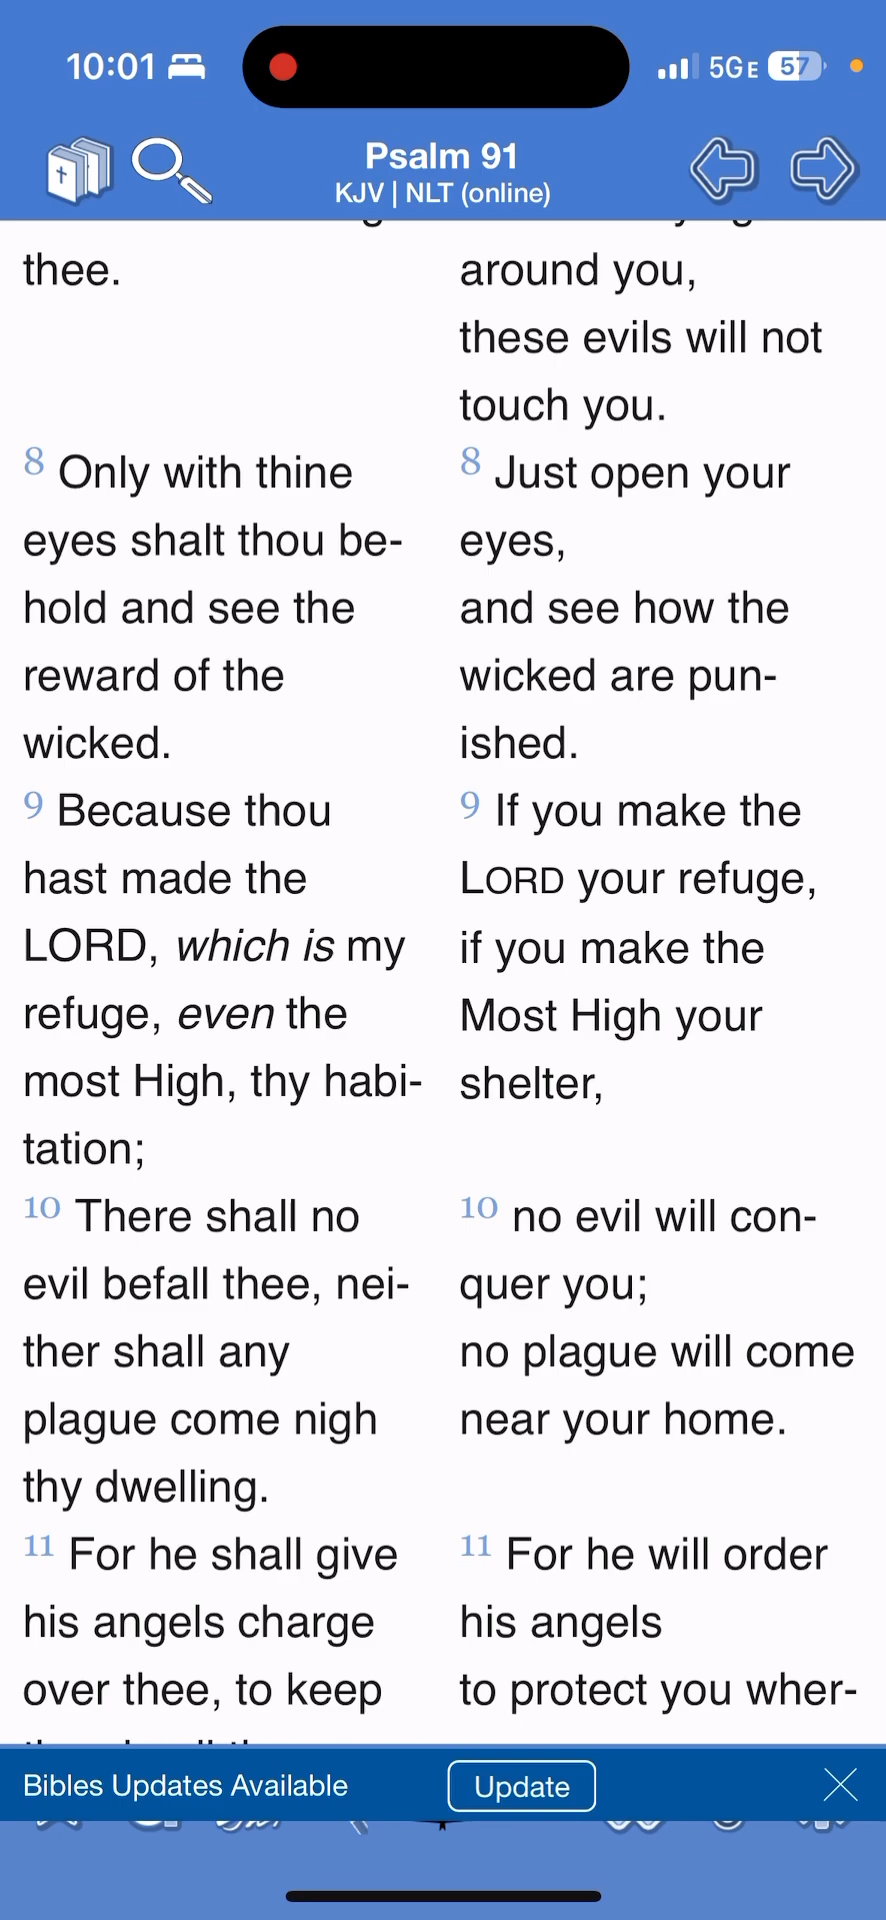 10:01
5GE 57
Psalm 91
KJV | NLT (online)
thee.
8 Only with thine
eyes shalt thou be-
hold and see the
reward of the
wicked.
9 Because thou
hast made the
LORD, which is my
refuge, even the
most High, thy habi-
tation;
10 There shall no
evil befall thee, nei-
ther shall any
plague come nigh
thy dwelling.
11 For he shall give
his angels charge
over thee, to keep
around you,
these evils will not
touch you.
8 Just open your
eyes,
and see how the
wicked are pun-
ished.
9 If you make the
LORD your refuge,
if you make the
Most High your
shelter,
10 no evil will con-
quer you;
no plague will come
near your home.
11 For he will order
his angels
to protect you wher-
Bibles Updates Available
Update